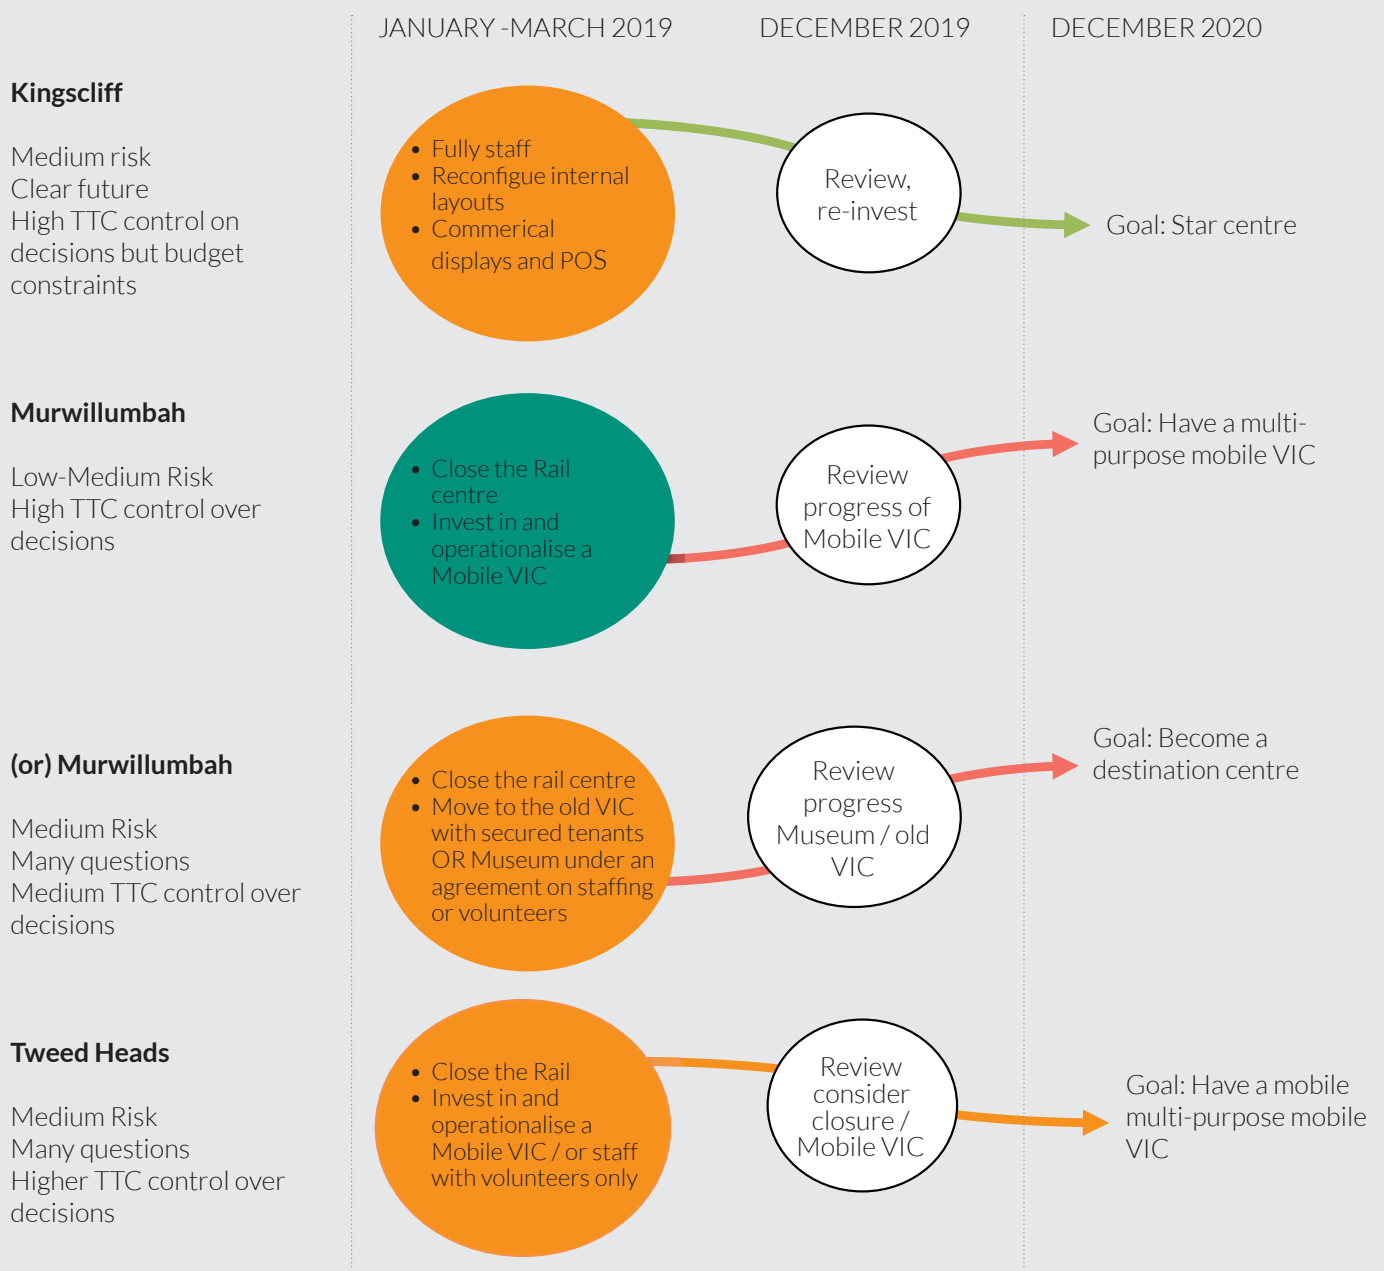 JANUARY -MARCH 2019
DECEMBER 2019
DECEMBER 2020
Kingscliff
Medium risk
Clear future
High TTC control on
decisions but budget
constraints
• Fully staff
• Reconfigue internal
layouts
• Commerical
displays and POS
Review,
re-invest
Goal: Star centre
Murwillumbah
Low-Medium Risk
High TTC control over
decisions
• Close the Rail
centre
• Invest in and
operationalise a
Mobile VIC
Review
progress of
Mobile VIC
Goal: Have a multi-
purpose mobile VIC
(or) Murwillumbah
Medium Risk
Many questions
Medium TTC control over
decisions
• Close the rail centre
• Move to the old VIC
with secured tenants
OR Museum under an
agreement on staffing
or volunteers
Review
progress
Museum / old
VIC
Goal: Become a
destination centre
Tweed Heads
Medium Risk
Many questions
Higher TTC control over
decisions
• Close the Rail
• Invest in and
operationalise a
Mobile VIC / or staff
with volunteers only
Review
consider
closure /
Mobile VIC
Goal: Have a mobile
multi-purpose mobile
VIC